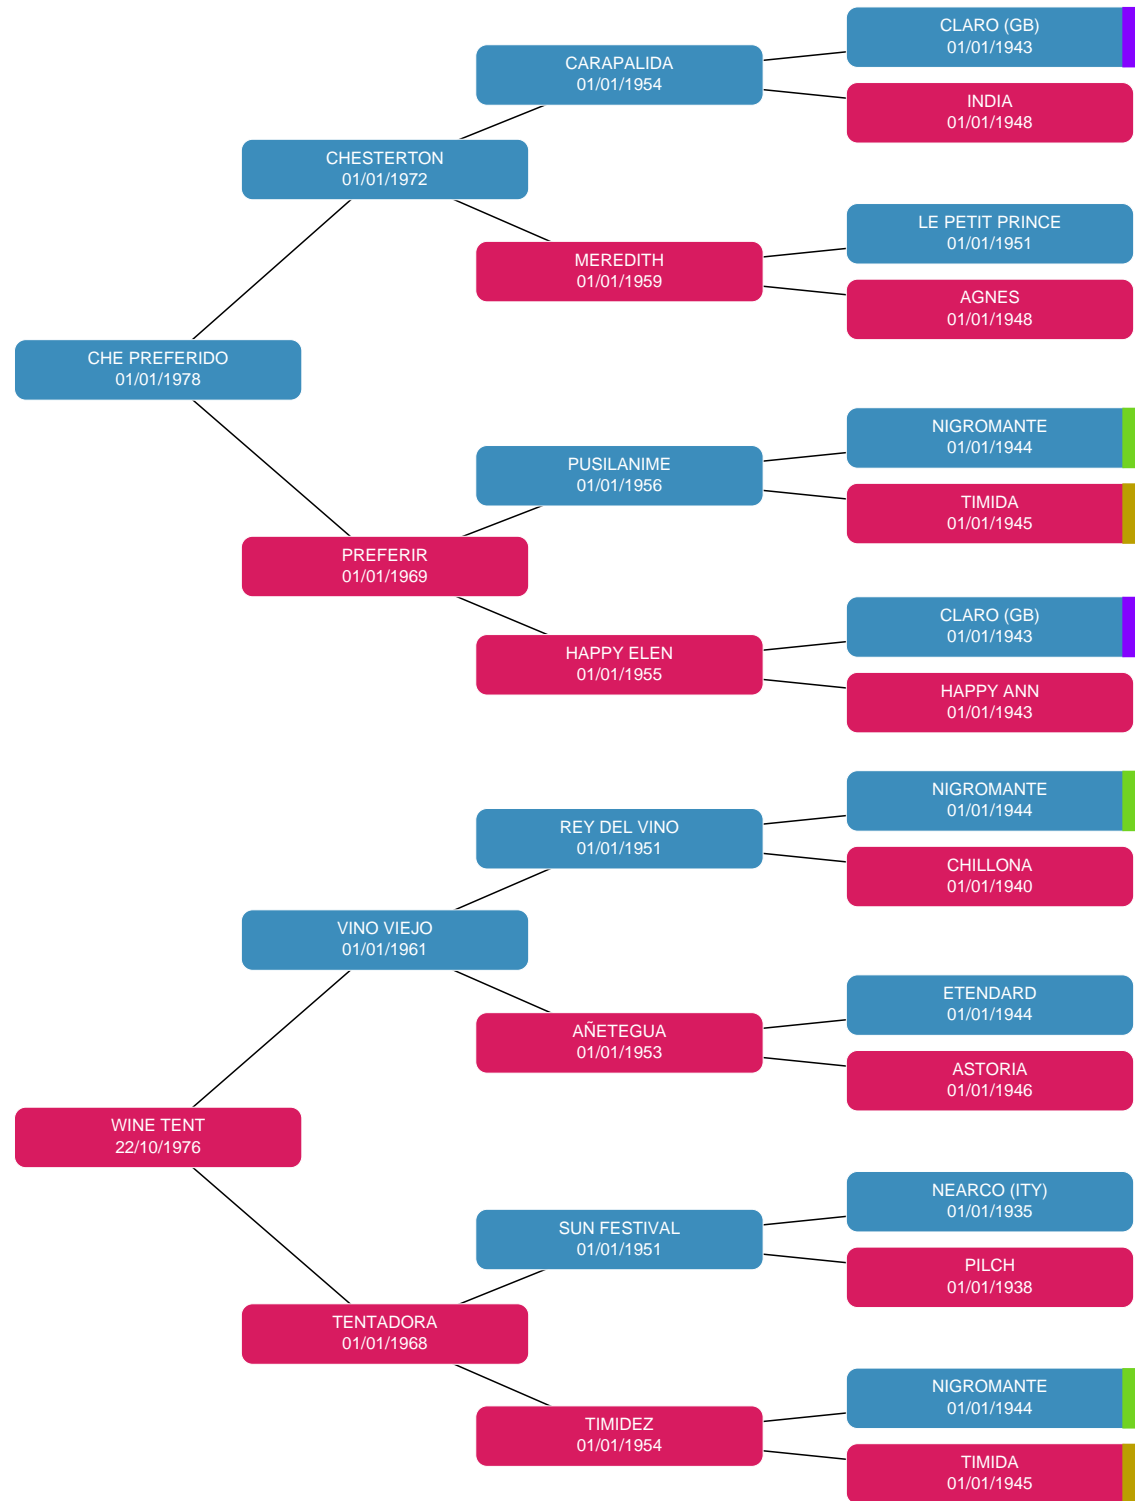 CLARO (GB)
01/01/1943
CARAPALIDA
01/01/1954
INDIA
01/01/1948
CHESTERTON
01/01/1972
LE PETIT PRINCE
01/01/1951
MEREDITH
01/01/1959
AGNES
01/01/1948
CHE PREFERIDO
01/01/1978
NIGROMANTE
01/01/1944
PUSILANIME
01/01/1956
TIMIDA
01/01/1945
PREFERIR
01/01/1969
CLARO (GB)
01/01/1943
HAPPY ELEN
01/01/1955
HAPPY ANN
01/01/1943
NIGROMANTE
01/01/1944
REY DEL VINO
01/01/1951
CHILLONA
01/01/1940
VINO VIEJO
01/01/1961
ETENDARD
01/01/1944
AÑETEGUA
01/01/1953
ASTORIA
01/01/1946
WINE TENT
22/10/1976
NEARCO (ITY)
01/01/1935
SUN FESTIVAL
01/01/1951
PILCH
01/01/1938
TENTADORA
01/01/1968
NIGROMANTE
01/01/1944
TIMIDEZ
01/01/1954
TIMIDA
01/01/1945